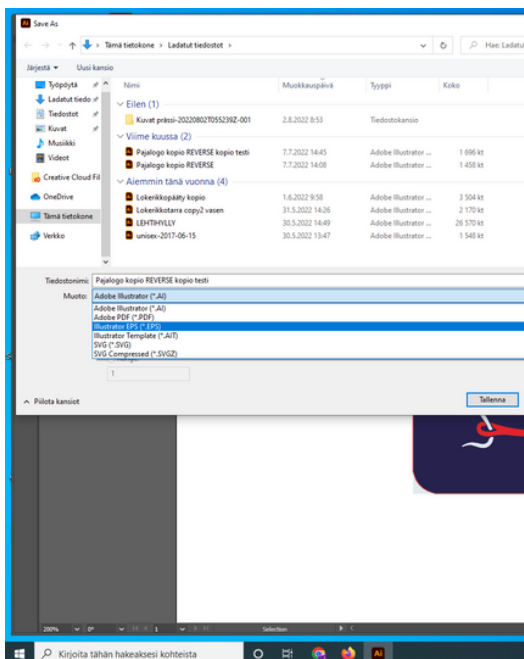 Save As
Tämä tietokone › Ladatut tiedostot ›
Hae: Ladatu
Järjestä
Uusi kansio
Nimi Muokkauspäivä Tyyppi Koko
Työpöytä
Ladatut tiedo
Tiedostot
Kuvat
Musiikki
Videot
Creative Cloud Fil
OneDrive
Tämä tietokone
Verkko
Eilen (1)
Kuvat prässi-20220802T055239Z-001 2.8.2022 8:53 Tiedostokansio
Viime kuussa (2)
Pajalogo kopio REVERSE kopio testi 7.7.2022 14:45 Adobe Illustrator ... 1 696 kt
Pajalogo kopio REVERSE 7.7.2022 14:08 Adobe Illustrator ... 1 458 kt
Aiemmin tänä vuonna (4)
Lokerikkopääty kopio 1.6.2022 9:58 Adobe Illustrator ... 3 504 kt
Lokerikkotarra copy2 vasen 31.5.2022 14:26 Adobe Illustrator ... 2 170 kt
LEHTIHYLLY 30.5.2022 14:49 Adobe Illustrator ... 26 570 kt
unisex-2017-06-15 30.5.2022 13:47 Adobe Illustrator ... 1 548 kt
Tiedostonimi: Pajalogo kopio REVERSE kopio testi
Muoto: Adobe Illustrator (*.AI)
Adobe Illustrator (*.AI)
Adobe PDF (*.PDF)
Illustrator EPS (*.EPS)
Illustrator Template (*.AIT)
SVG (*.SVG)
SVG Compressed (*.SVGZ)
1
Piilota kansiot
Tallenna
200% 0° 1 Selection
Kirjoita tähän hakeaksesi kohteista
Ai